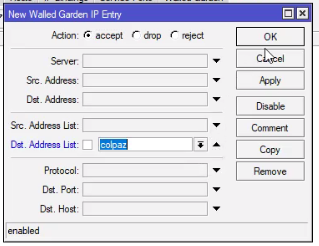 New Walled Garden IP Entry
Action: accept drop reject
OK
Server:
Cancel
Src. Address:
Apply
Dst. Address:
Disable
Src. Address List:
Comment
Dst. Address List: colpaz
Copy
Protocol:
Remove
Dst. Port:
Dst. Host:
enabled